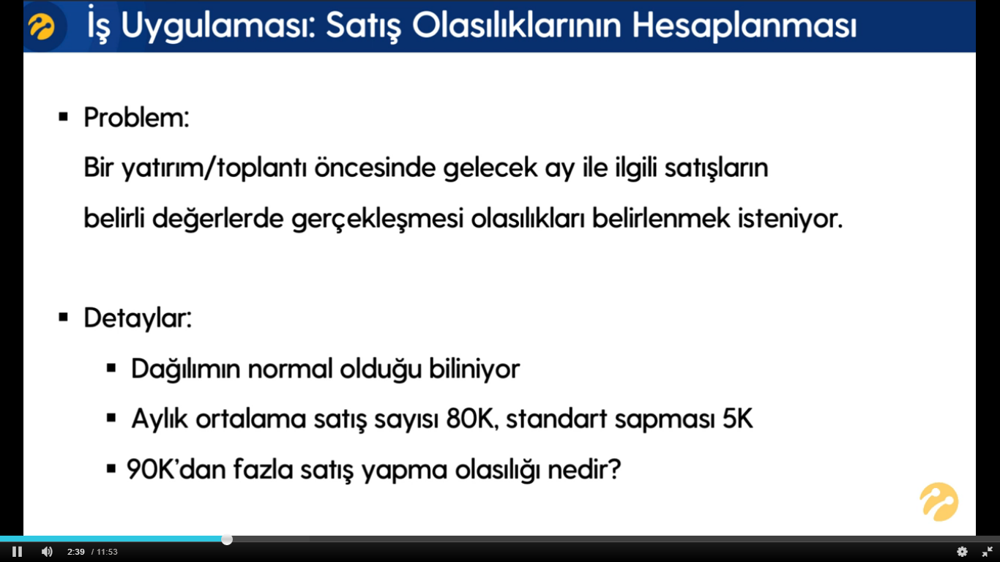 İş Uygulaması: Satış Olasılıklarının Hesaplanması
▪ Problem:
Bir yatırım/toplantı öncesinde gelecek ay ile ilgili satışların
belirli değerlerde gerçekleşmesi olasılıkları belirlenmek isteniyor.
▪ Detaylar:
▪ Dağılımın normal olduğu biliniyor
▪ Aylık ortalama satış sayısı 80K, standart sapması 5K
▪ 90K'dan fazla satış yapma olasılığı nedir?
2:39 / 11:53